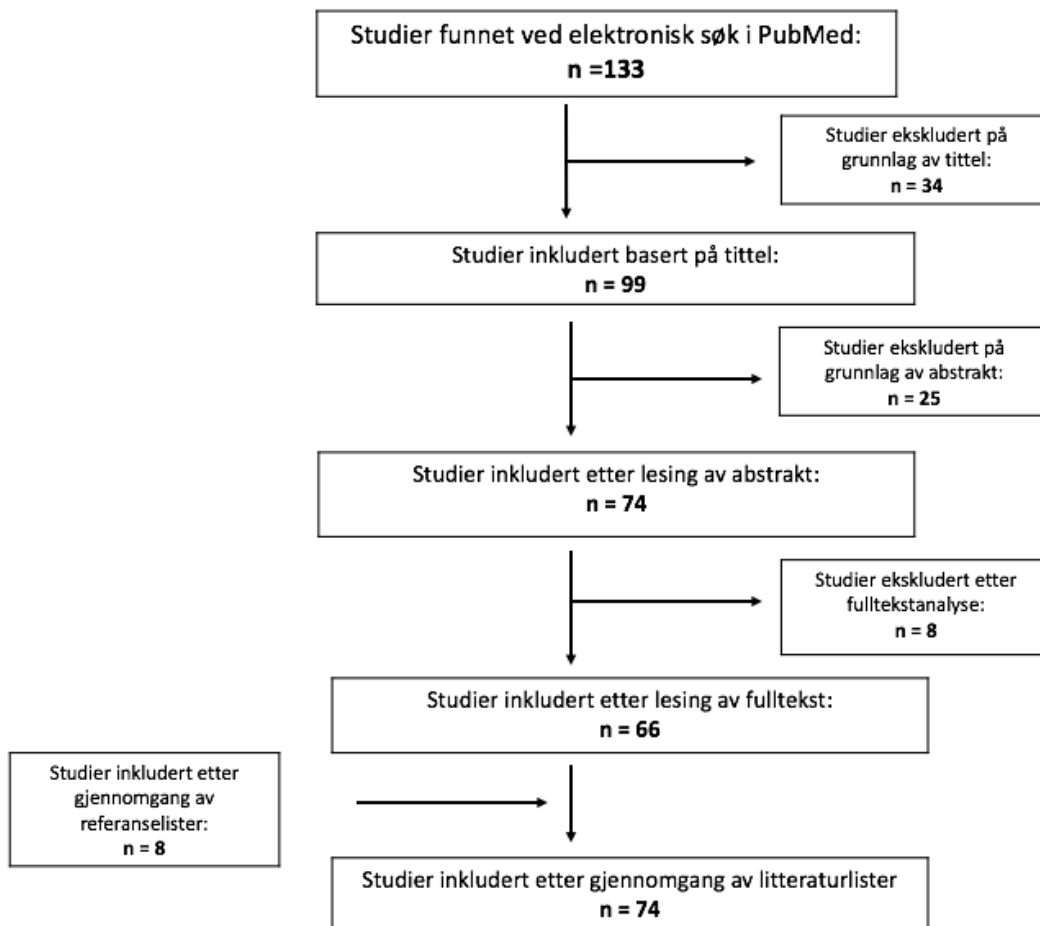 Studier funnet ved elektronisk søk i PubMed:
n =133
Studier ekskludert på
grunnlag av tittel:
n = 34
Studier inkludert basert på tittel:
n = 99
Studier ekskludert på
grunnlag av abstrakt:
n = 25
Studier inkludert etter lesing av abstrakt:
n = 74
Studier ekskludert etter
fulltekstanalyse:
n = 8
Studier inkludert etter lesing av fulltekst:
n = 66
Studier inkludert etter
gjennomgang av
referanselister:
n = 8
Studier inkludert etter gjennomgang av litteraturlister
n = 74